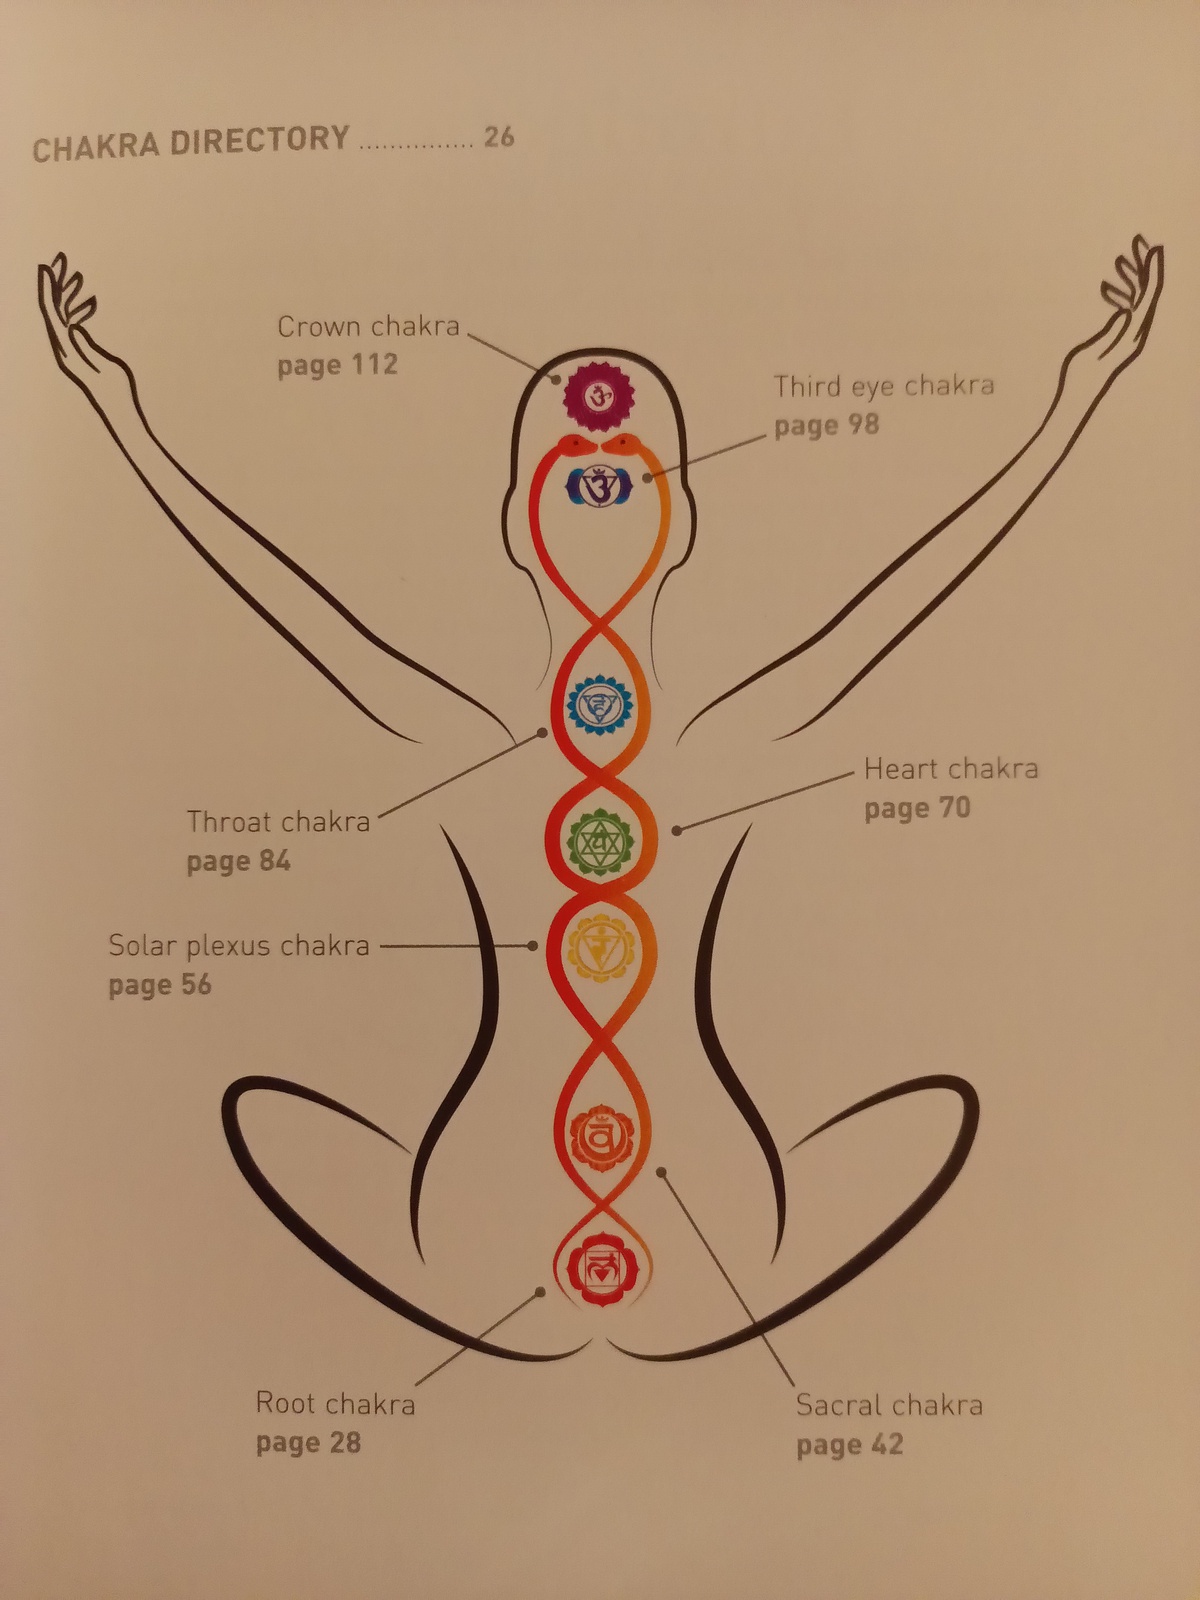 CHAKRA DIRECTORY ............... 26
Crown chakra
page 112
Third eye chakra
page 98
ॐ
ॐ
Throat chakra
page 84
Heart chakra
page 70
Solar plexus chakra
page 56
Root chakra
page 28
Sacral chakra
page 42